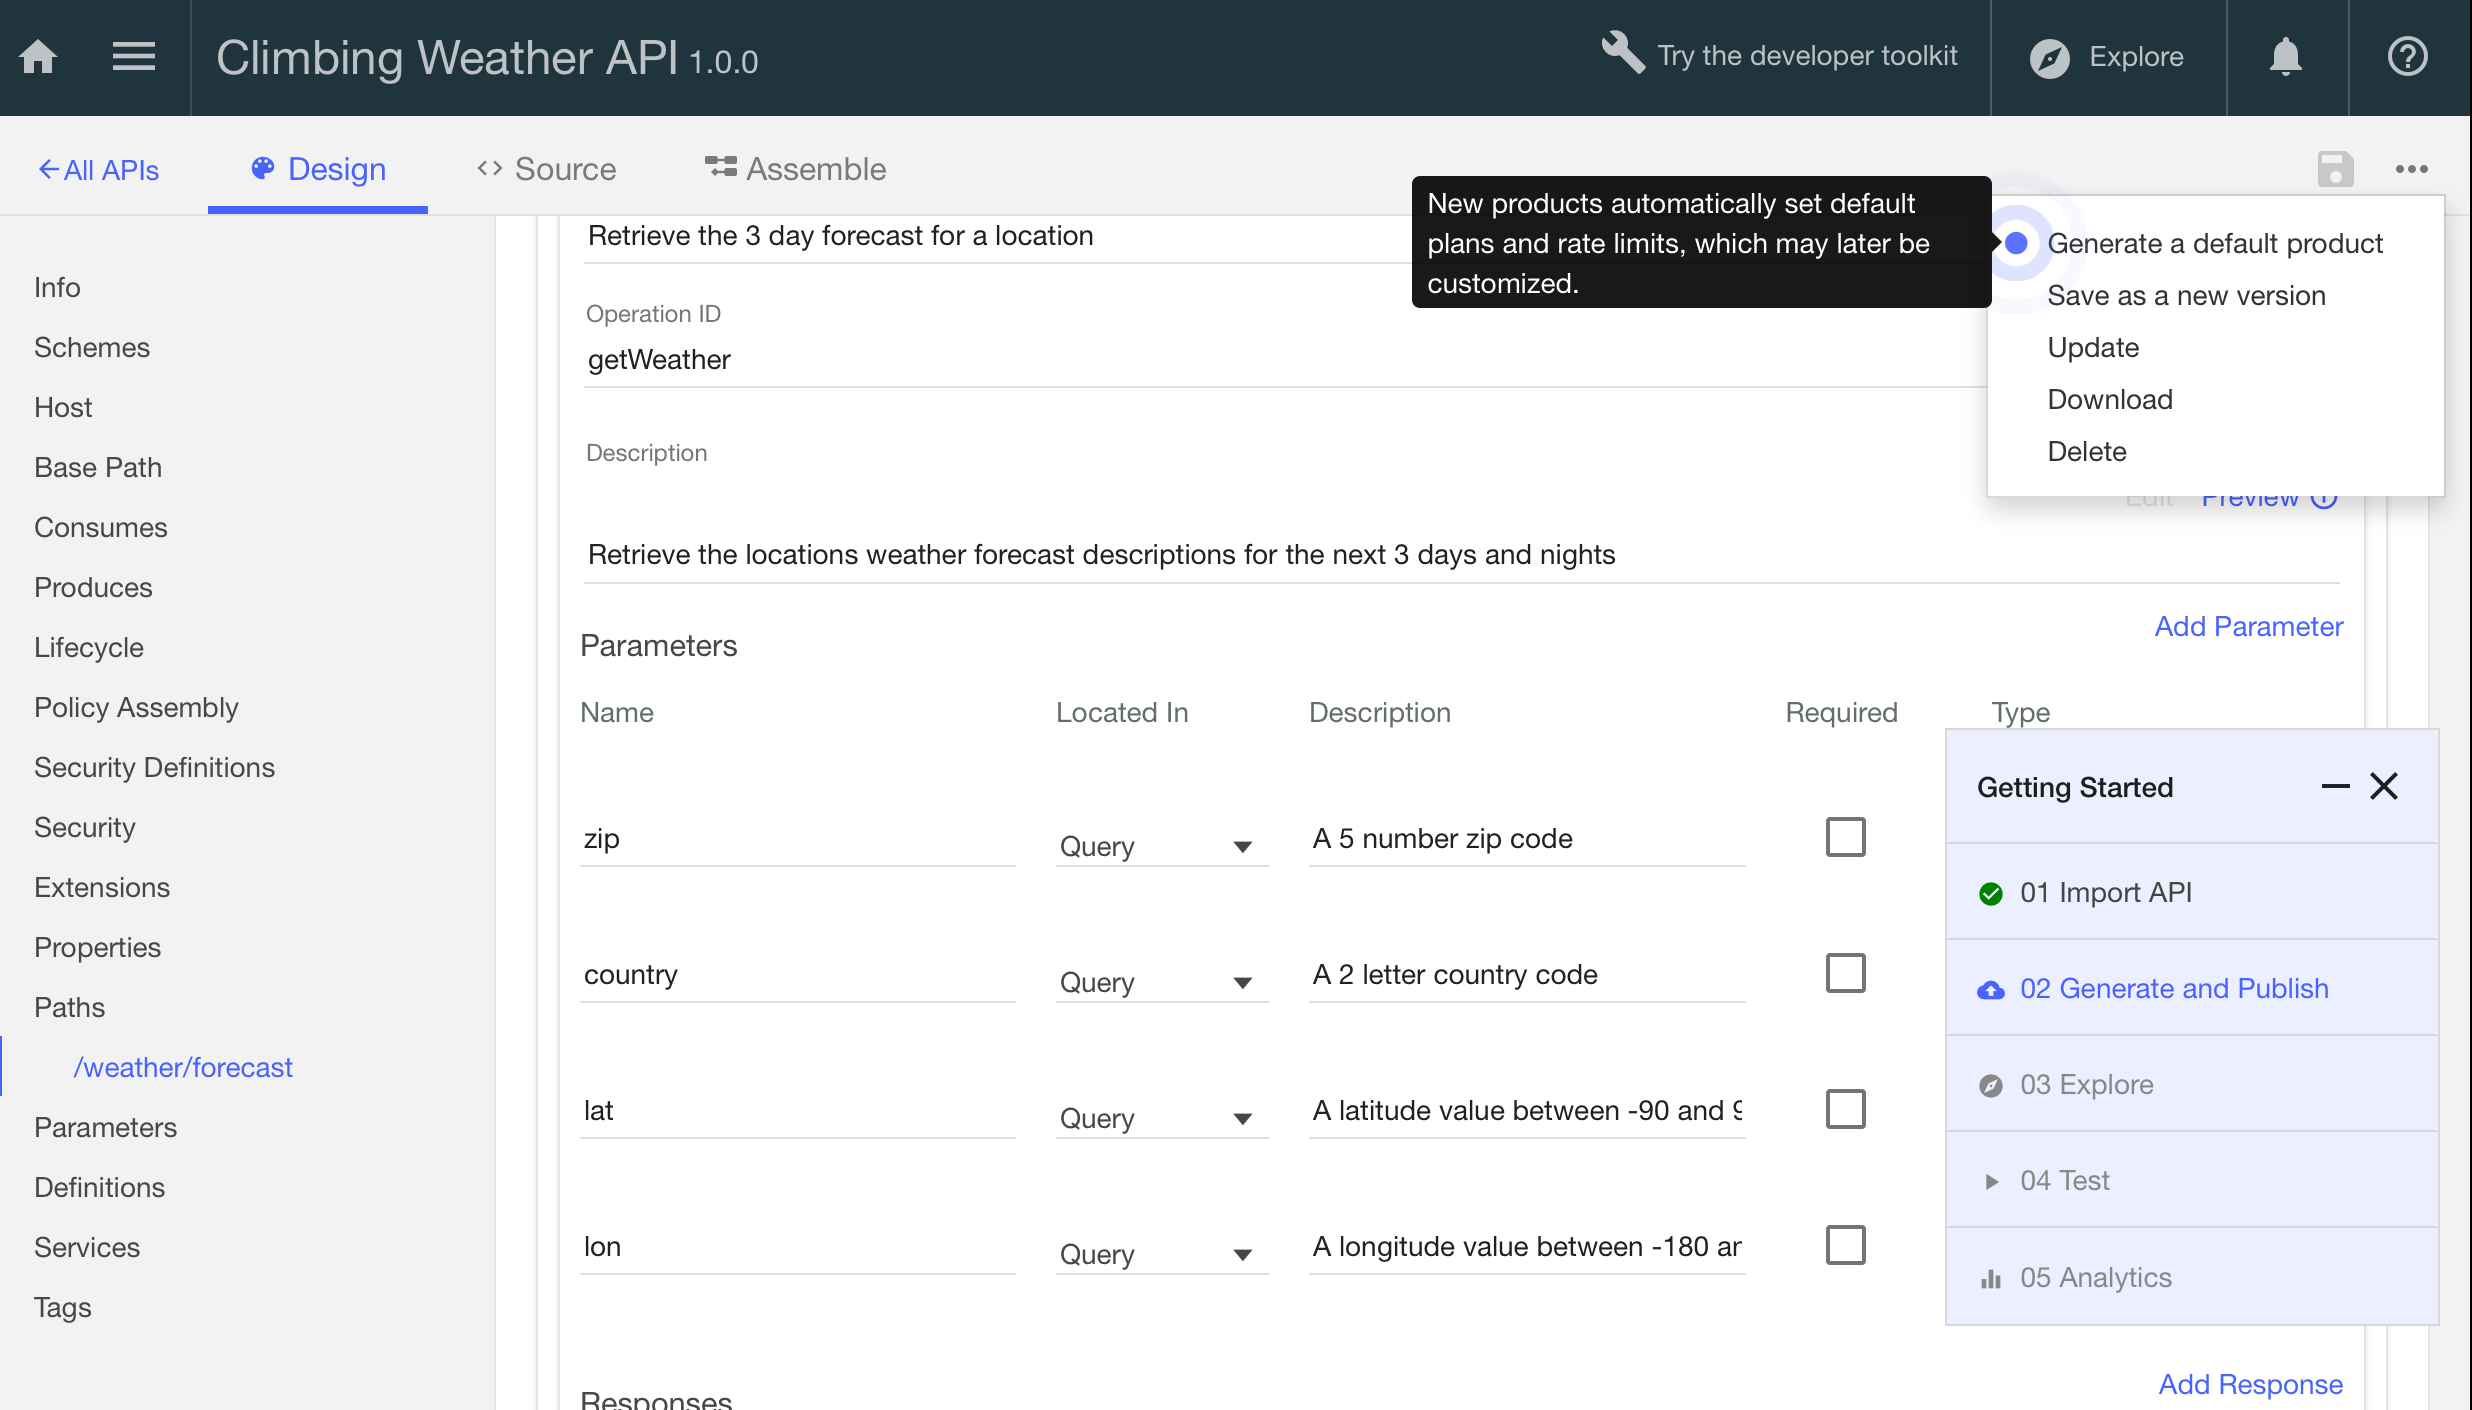 Climbing Weather API 1.0.0
Try the developer toolkit
Explore
All APIs
Design
Source
Assemble
New products automatically set default
plans and rate limits, which may later be
customized.
Generate a default product
Save as a new version
Update
Download
Delete
Info
Schemes
Host
Base Path
Consumes
Produces
Lifecycle
Policy Assembly
Security Definitions
Security
Extensions
Properties
Paths
/weather/forecast
Parameters
Definitions
Services
Tags
Retrieve the 3 day forecast for a location
Operation ID
getWeather
Description
Edit Preview
Retrieve the locations weather forecast descriptions for the next 3 days and nights
Parameters
Add Parameter
Name Located In Description Required Type
zip Query A 5 number zip code
country Query A 2 letter country code
lat Query A latitude value between -90 and 9
lon Query A longitude value between -180 an
Responses
Add Response
Getting Started
01 Import API
02 Generate and Publish
03 Explore
04 Test
05 Analytics